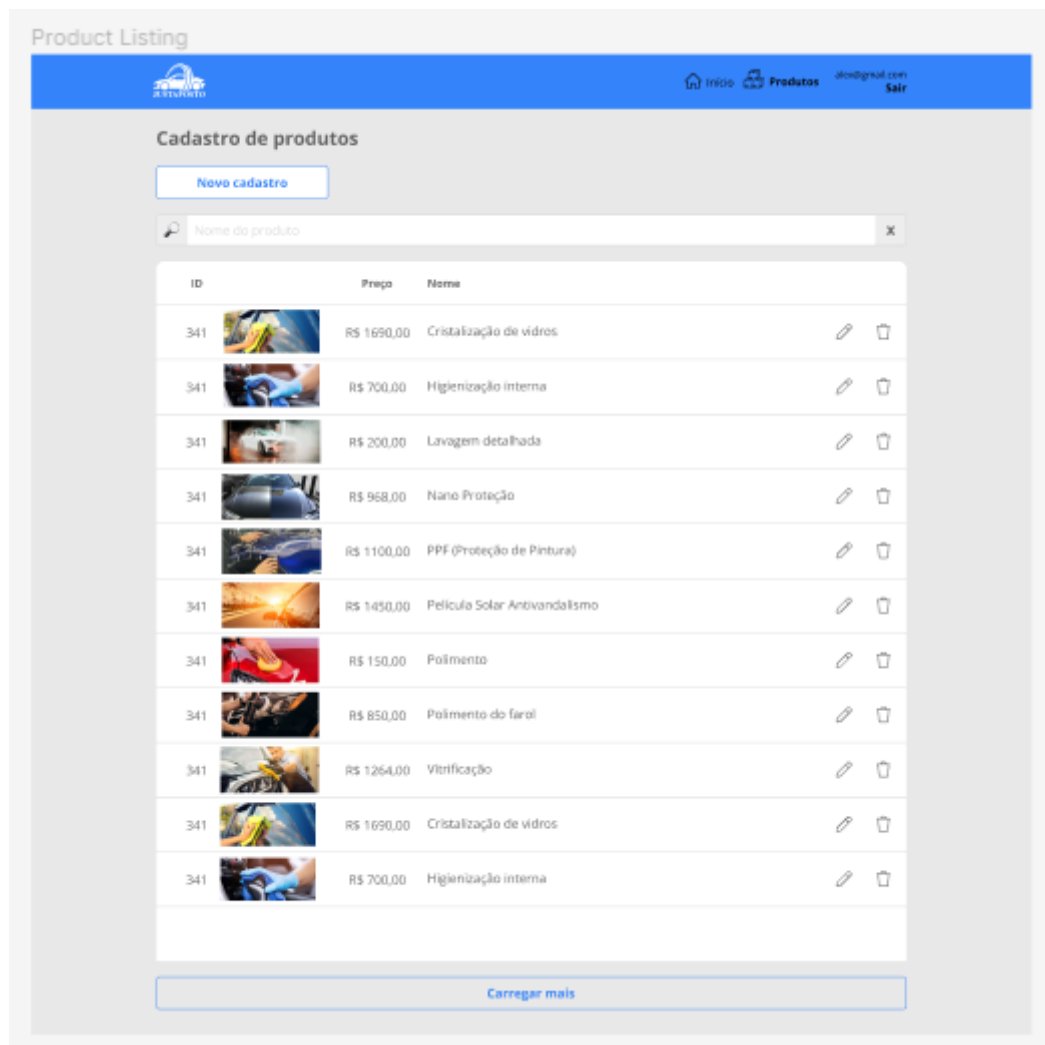 Product Listing
JUSTAPOSTO
Início Produtos alex@gmail.com
Sair
Cadastro de produtos
Novo cadastro
Nome do produto X
ID Preço Nome
341 R$ 1690,00 Cristalização de vidros
341 R$ 700,00 Higienização interna
341 R$ 200,00 Lavagem detalhada
341 R$ 968,00 Nano Proteção
341 R$ 1100,00 PPF (Proteção de Pintura)
341 R$ 1450,00 Película Solar Antivandalismo
341 R$ 150,00 Polimento
341 R$ 850,00 Polimento do farol
341 R$ 1264,00 Vitrificação
341 R$ 1690,00 Cristalização de vidros
341 R$ 700,00 Higienização interna
Carregar mais